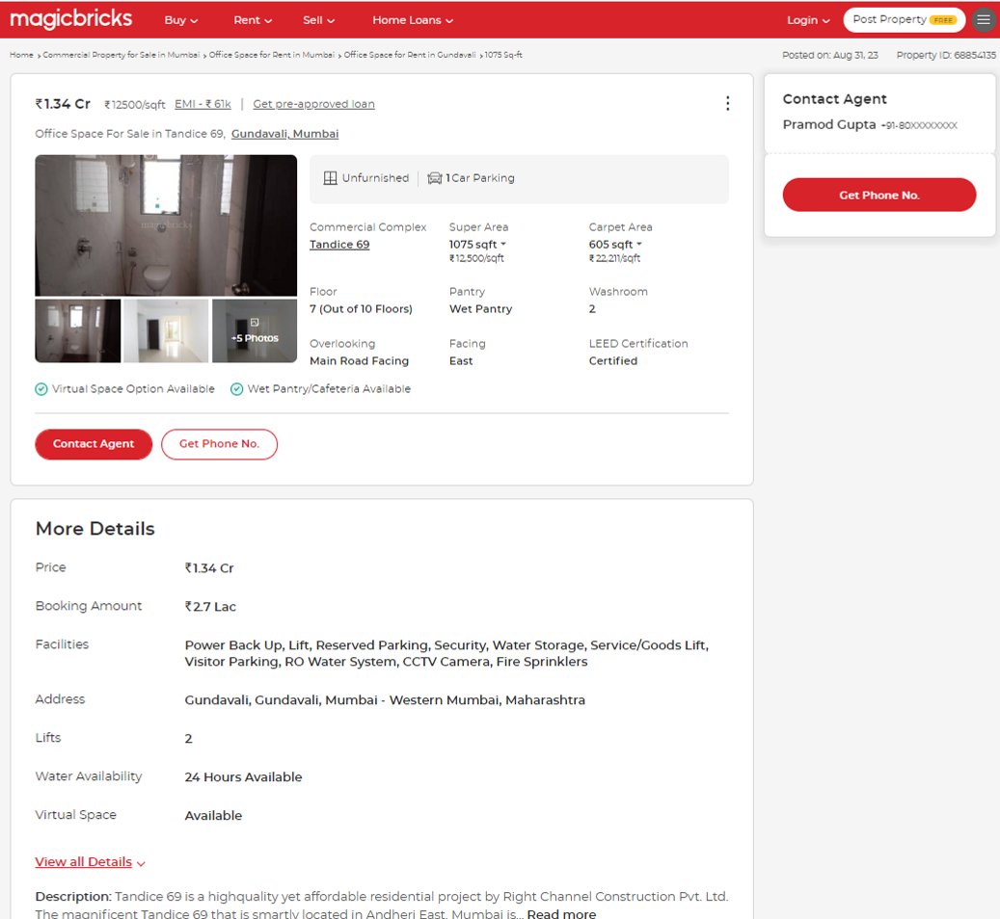 magicbricks Buy Rent Sell Home Loans Login Post Property FREE
Home > Commercial Property for Sale in Mumbai > Office Space for Rent in Mumbai > Office Space for Rent in Gundavali > 1075 Sq-ft Posted on: Aug 31, 23 Property ID: 68854135
₹1.34 Cr ₹12500/sqft EMI - ₹ 61k | Get pre-approved loan
Office Space For Sale in Tandice 69, Gundavali, Mumbai
Contact Agent
Pramod Gupta +91-80XXXXXXXX
Get Phone No.
magicbricks
+5 Photos
Unfurnished 1 Car Parking
Commercial Complex Super Area Carpet Area
Tandice 69 1075 sqft 605 sqft
₹12,500/sqft ₹22,211/sqft
Floor Pantry Washroom
7 (Out of 10 Floors) Wet Pantry 2
Overlooking Facing LEED Certification
Main Road Facing East Certified
Virtual Space Option Available Wet Pantry/Cafeteria Available
Contact Agent Get Phone No.
More Details
Price ₹1.34 Cr
Booking Amount ₹2.7 Lac
Facilities Power Back Up, Lift, Reserved Parking, Security, Water Storage, Service/Goods Lift,
Visitor Parking, RO Water System, CCTV Camera, Fire Sprinklers
Address Gundavali, Gundavali, Mumbai - Western Mumbai, Maharashtra
Lifts 2
Water Availability 24 Hours Available
Virtual Space Available
View all Details
Description: Tandice 69 is a highquality yet affordable residential project by Right Channel Construction Pvt. Ltd.
The magnificent Tandice 69 that is smartly located in Andheri East, Mumbai is... Read more